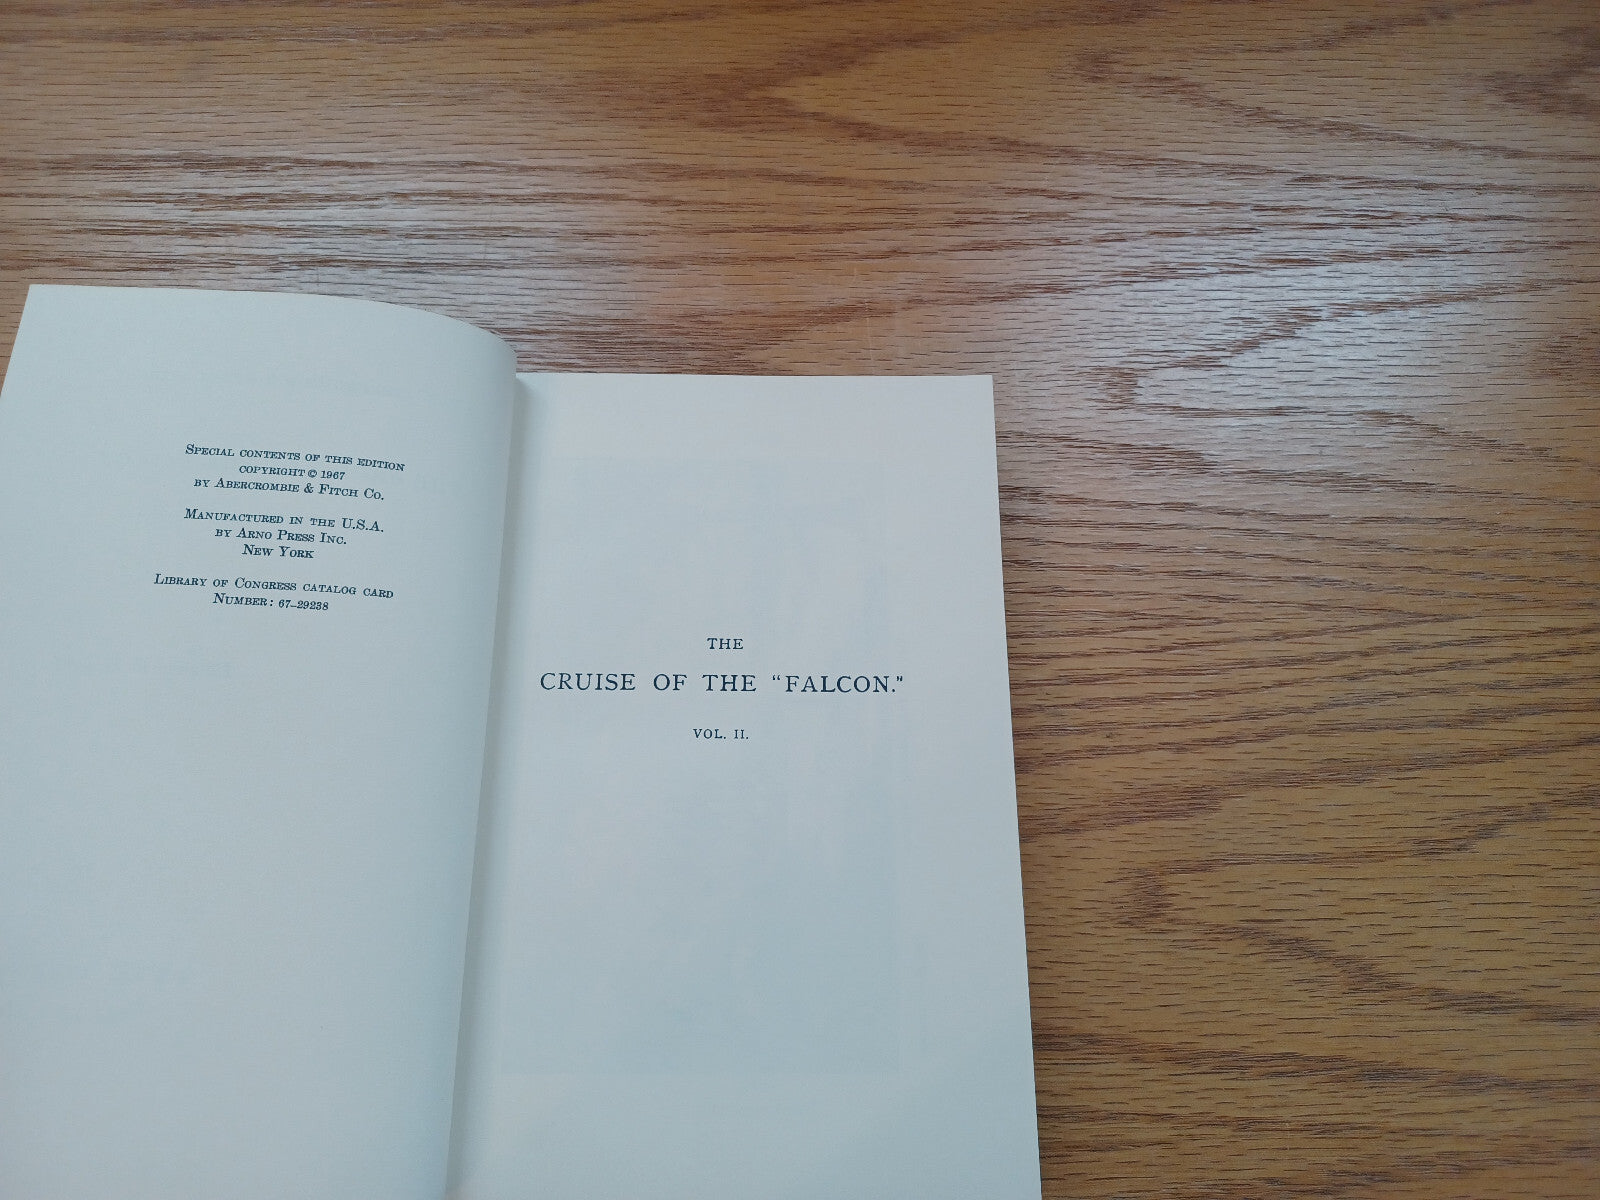 Special contents of this edition
copyright © 1967
by Abercrombie & Fitch Co.
Manufactured in the U.S.A.
by Arno Press Inc.
New York
Library of Congress catalog card
Number: 67-29238
THE
CRUISE OF THE “FALCON.”
VOL. II.